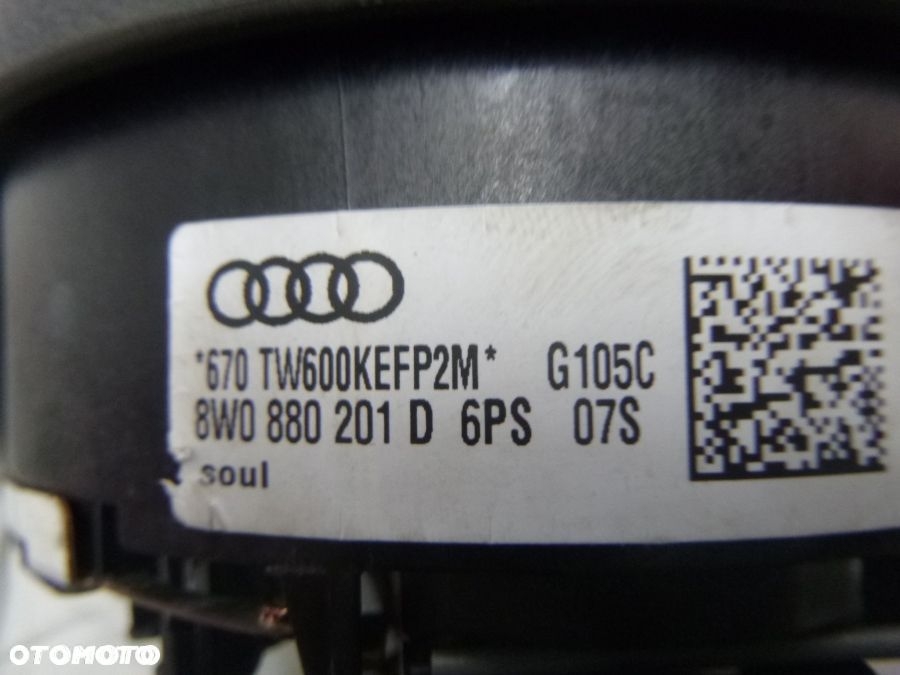 *670 TW600KEFP2M* G105C
8W0 880 201 D 6PS 07S
soul
OTOMOTO